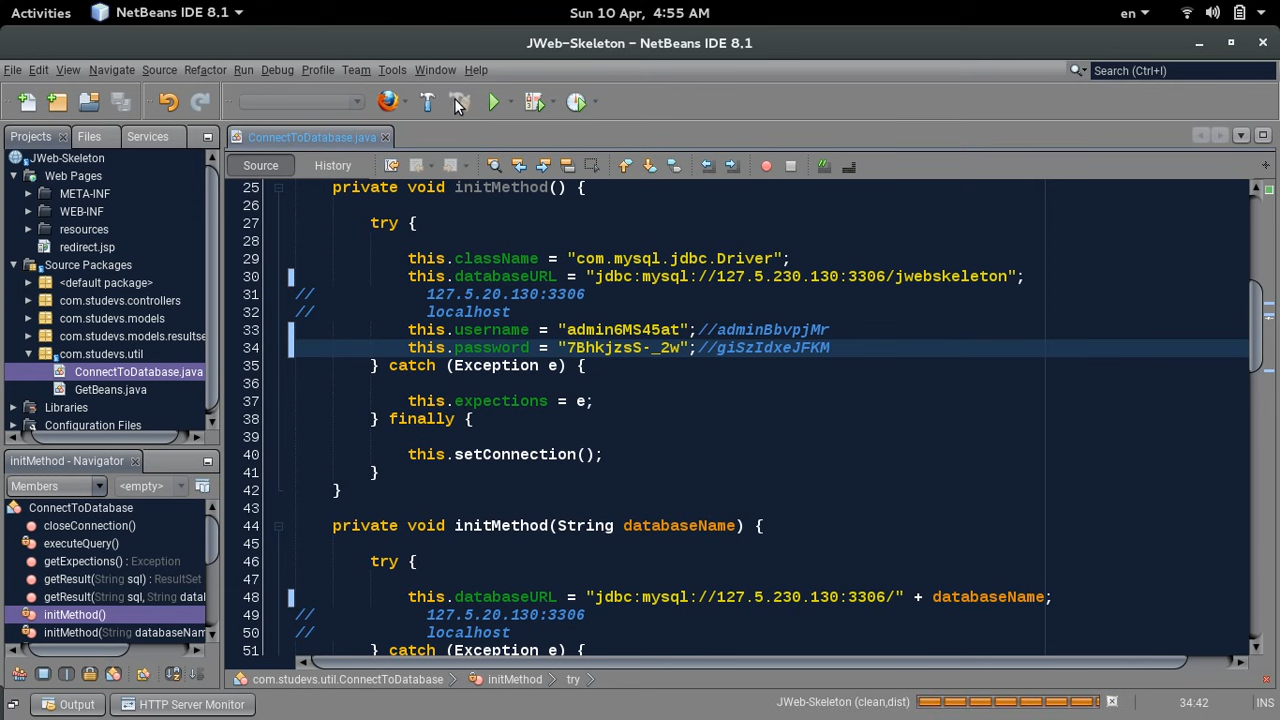 Activities NetBeans IDE 8.1 Sun 10 Apr, 4:55 AM en
JWeb-Skeleton - NetBeans IDE 8.1
File Edit View Navigate Source Refactor Run Debug Profile Team Tools Window Help Search (Ctrl+I)
Projects Files Services ConnectToDatabase.java
JWeb-Skeleton Source History
Web Pages
META-INF
WEB-INF
resources
redirect.jsp
Source Packages
<default package>
com.studevs.controllers
com.studevs.models
com.studevs.models.resultse
com.studevs.util
ConnectToDatabase.java
GetBeans.java
Libraries
Configuration Files
initMethod - Navigator
Members <empty>
ConnectToDatabase
closeConnection()
executeQuery()
getExpections() : Exception
getResult(String sql) : ResultSet
getResult(String sql, String datal
initMethod()
initMethod(String databaseNam
25 private void initMethod() {
26
27 try {
28
29 this.className = "com.mysql.jdbc.Driver";
30 this.databaseURL = "jdbc:mysql://127.5.230.130:3306/jwebskeleton";
31 // 127.5.20.130:3306
32 // localhost
33 this.username = "admin6MS45at";//adminBbvpjMr
34 this.password = "7BhkjzsS-_2w";//giSzIdxeJFKM
35 } catch (Exception e) {
36
37 this.expections = e;
38 } finally {
39
40 this.setConnection();
41 }
42 }
43
44 private void initMethod(String databaseName) {
45
46 try {
47
48 this.databaseURL = "jdbc:mysql://127.5.230.130:3306/" + databaseName;
49 // 127.5.20.130:3306
50 // localhost
51 } catch (Exception e) {
com.studevs.util.ConnectToDatabase initMethod try
Output HTTP Server Monitor JWeb-Skeleton (clean,dist) 34:42 INS